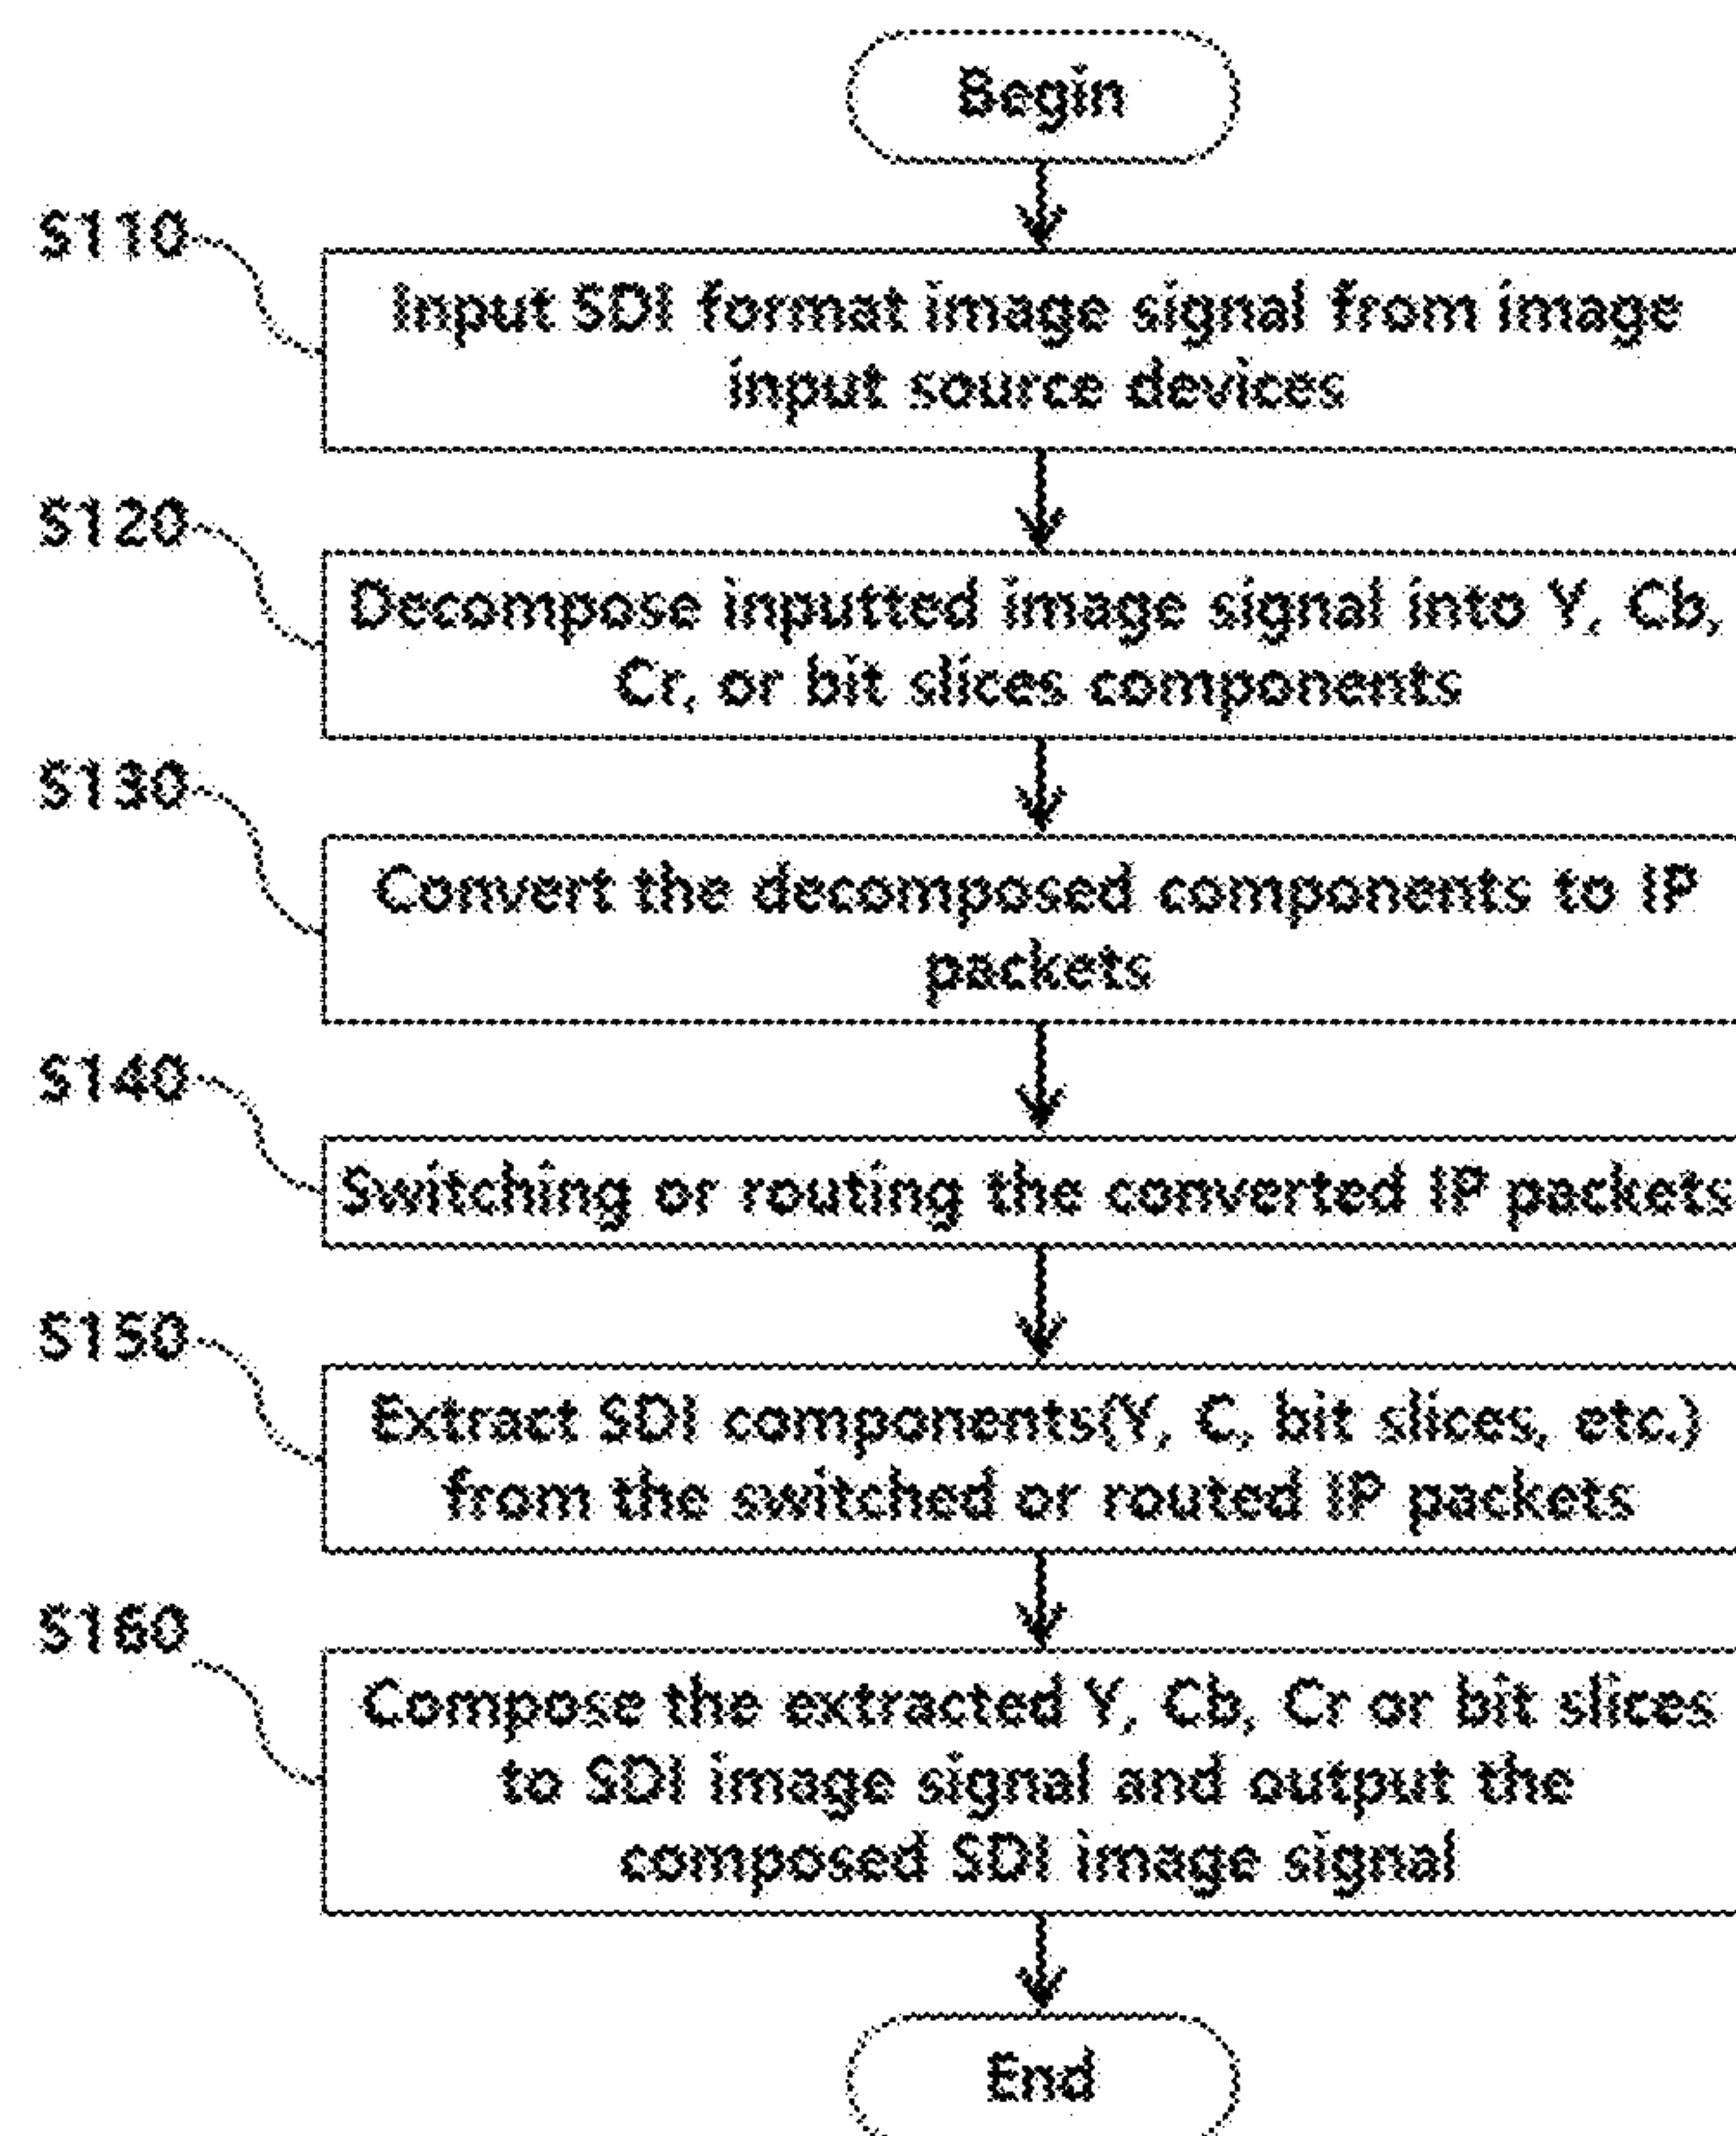 Begin
S110
Input SDI format image signal from image
input source devices
S120
Decompose inputted image signal into Y, Cb,
Cr, or bit slices components
S130
Convert the decomposed components to IP
packets
S140
Switching or routing the converted IP packets
S150
Extract SDI components(Y, C, bit slices, etc.)
from the switched or routed IP packets
S160
Compose the extracted Y, Cb, Cr or bit slices
to SDI image signal and output the
composed SDI image signal
End